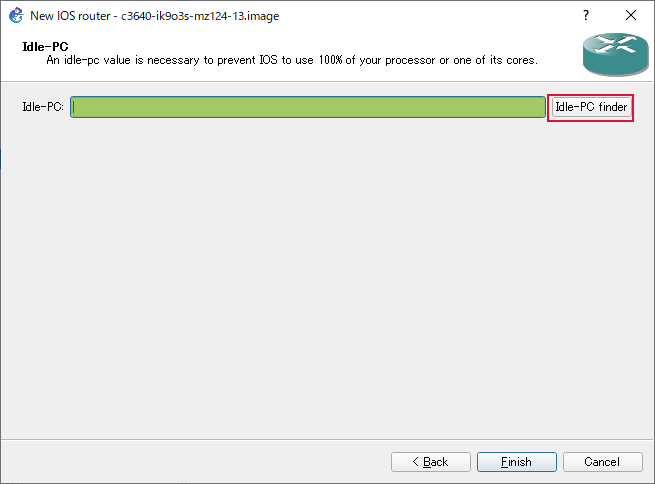 New IOS router - c3640-ik9o3s-mz124-13.image
?
Idle-PC
An idle-pc value is necessary to prevent IOS to use 100% of your processor or one of its cores.
Idle-PC:
Idle-PC finder
< Back
Finish
Cancel